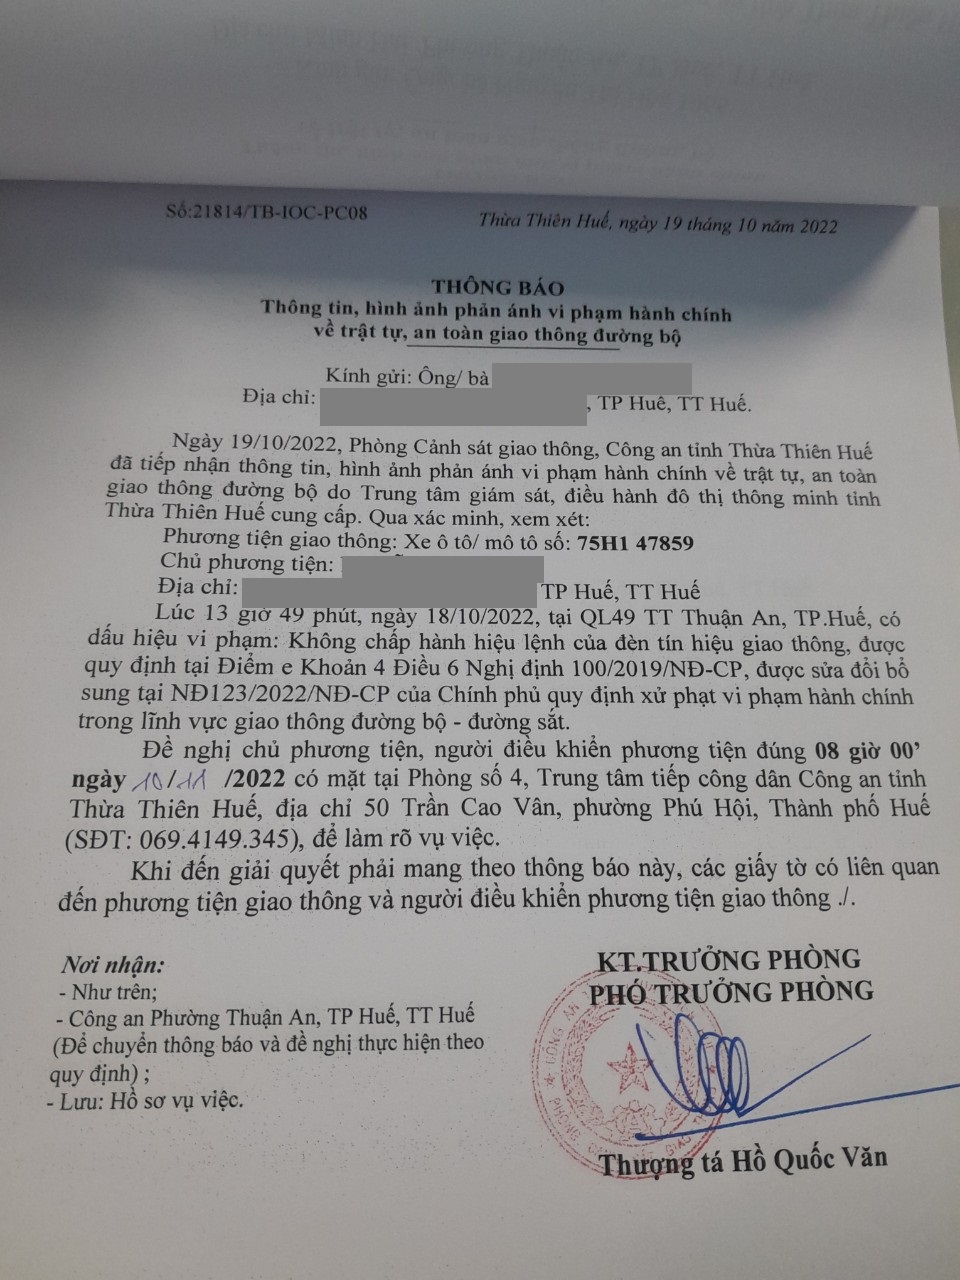 Số:21814/TB-IOC-PC08
Thừa Thiên Huế, ngày 19 tháng 10 năm 2022
THÔNG BÁO
Thông tin, hình ảnh phản ánh vi phạm hành chính
về trật tự, an toàn giao thông đường bộ
Kính gửi: Ông/ bà
Địa chỉ: , TP Huế, TT Huế.
Ngày 19/10/2022, Phòng Cảnh sát giao thông, Công an tỉnh Thừa Thiên Huế
đã tiếp nhận thông tin, hình ảnh phản ánh vi phạm hành chính về trật tự, an toàn
giao thông đường bộ do Trung tâm giám sát, điều hành đô thị thông minh tỉnh
Thừa Thiên Huế cung cấp. Qua xác minh, xem xét:
Phương tiện giao thông: Xe ô tô/ mô tô số: 75H1 47859
Chủ phương tiện:
Địa chỉ: TP Huế, TT Huế
Lúc 13 giờ 49 phút, ngày 18/10/2022, tại QL49 TT Thuận An, TP.Huế, có
dấu hiệu vi phạm: Không chấp hành hiệu lệnh của đèn tín hiệu giao thông, được
quy định tại Điểm e Khoản 4 Điều 6 Nghị định 100/2019/NĐ-CP, được sửa đổi bổ
sung tại NĐ123/2022/NĐ-CP của Chính phủ quy định xử phạt vi phạm hành chính
trong lĩnh vực giao thông đường bộ - đường sắt.
Đề nghị chủ phương tiện, người điều khiển phương tiện đúng 08 giờ 00’
ngày 10/11 /2022 có mặt tại Phòng số 4, Trung tâm tiếp công dân Công an tỉnh
Thừa Thiên Huế, địa chỉ 50 Trần Cao Vân, phường Phú Hội, Thành phố Huế
(SĐT: 069.4149.345), để làm rõ vụ việc.
Khi đến giải quyết phải mang theo thông báo này, các giấy tờ có liên quan
đến phương tiện giao thông và người điều khiển phương tiện giao thông ./.
Nơi nhận:
- Như trên;
- Công an Phường Thuận An, TP Huế, TT Huế
(Để chuyển thông báo và đề nghị thực hiện theo
quy định) ;
- Lưu: Hồ sơ vụ việc.
KT.TRƯỞNG PHÒNG
PHÓ TRƯỞNG PHÒNG
Thượng tá Hồ Quốc Văn